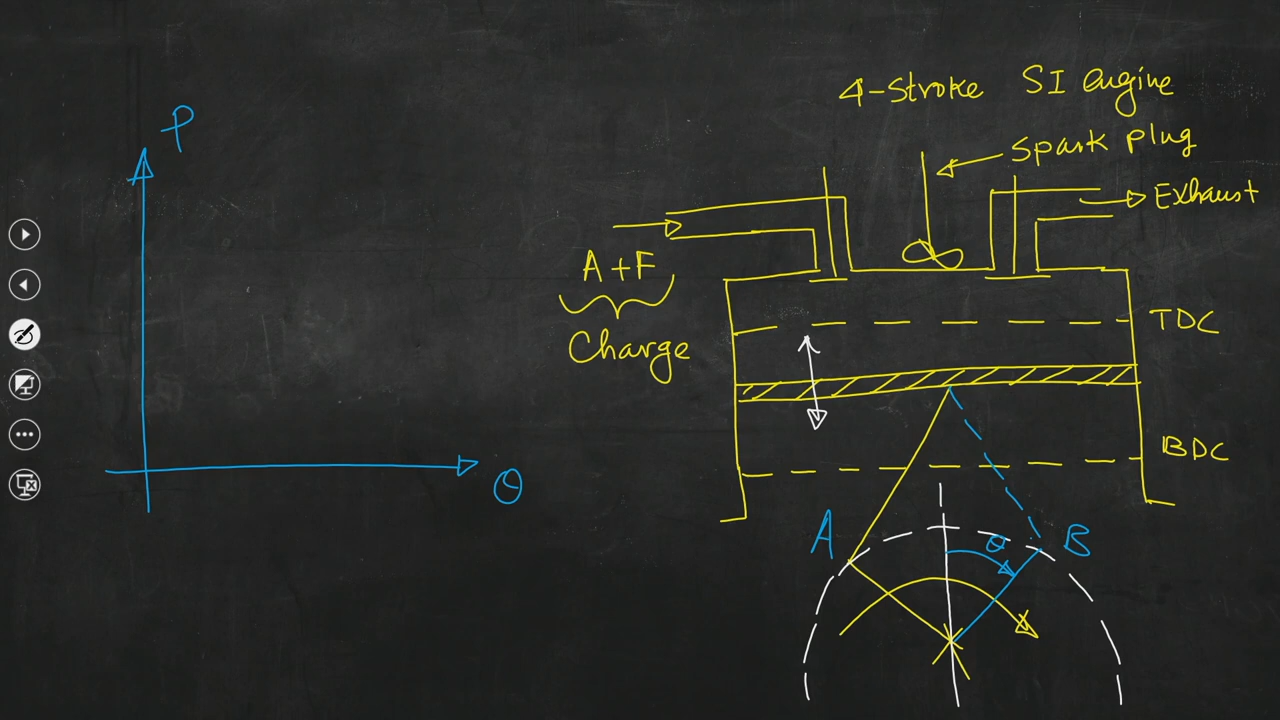 4-Stroke SI engine
Spark plug
Exhaust
A+F
Charge
TDC
BDC
P
θ
A
θ
B